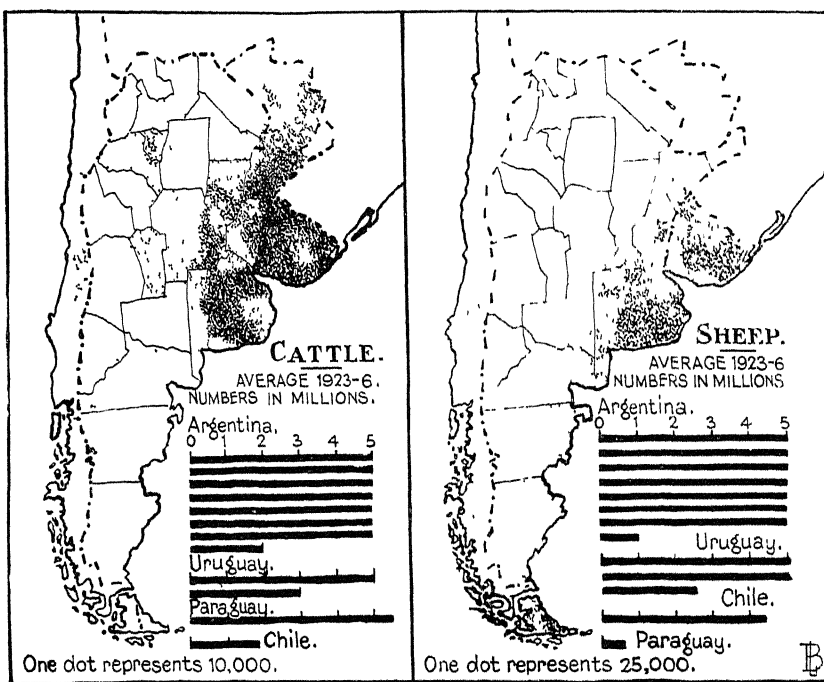 CATTLE.
AVERAGE 1923-6.
NUMBERS IN MILLIONS.
Argentina.
0 1 2 3 4 5
Uruguay.
Paraguay.
Chile.
One dot represents 10,000.
SHEEP.
AVERAGE 1923-6
NUMBERS IN MILLIONS
Argentina.
0 1 2 3 4 5
Uruguay.
Chile.
Paraguay.
One dot represents 25,000.